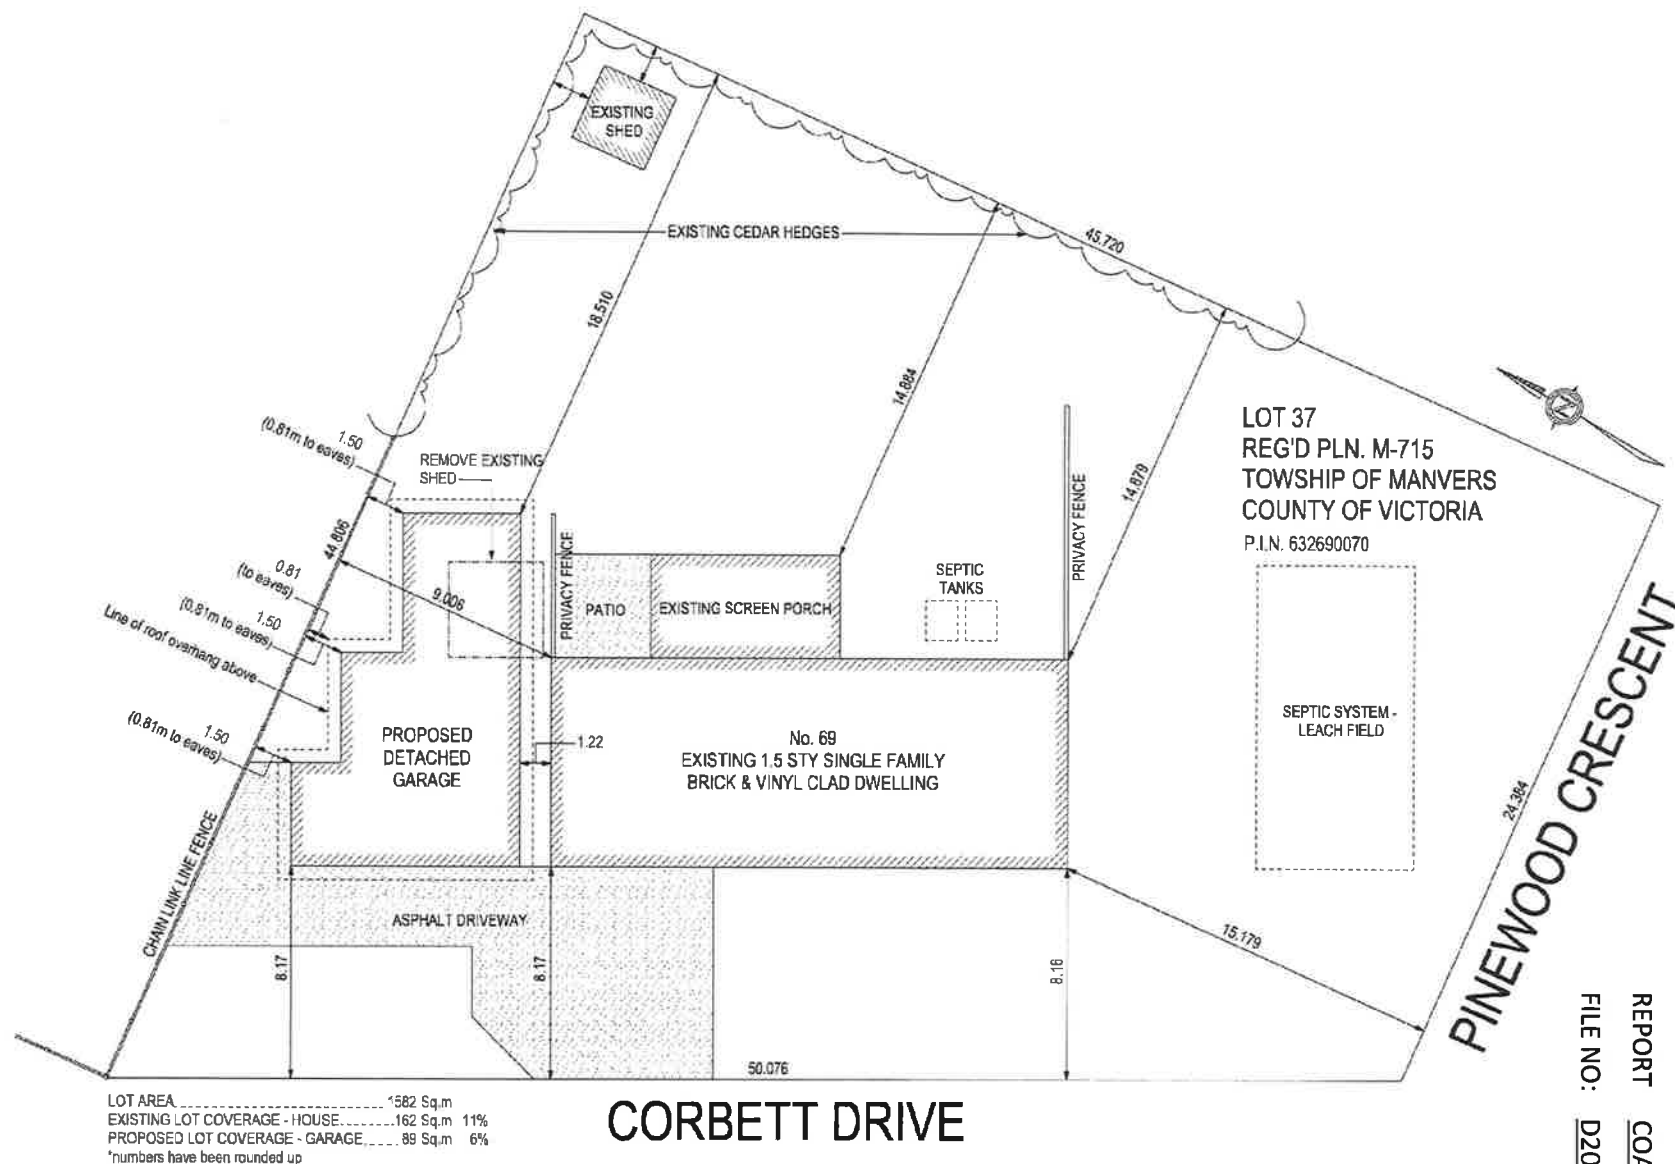 EXISTING
SHED
EXISTING CEDAR HEDGES
45.720
18.510
14.884
14.879
1.50
(0.81m to eaves)
REMOVE EXISTING
SHED
44.806
0.81
(to eaves)
1.50
(0.81m to eaves)
Line of roof overhang above
1.50
(0.81m to eaves)
9.006
PRIVACY FENCE
PATIO
EXISTING SCREEN PORCH
SEPTIC
TANKS
PRIVACY FENCE
LOT 37
REG'D PLN. M-715
TOWSHIP OF MANVERS
COUNTY OF VICTORIA
P.I.N. 632690070
SEPTIC SYSTEM -
LEACH FIELD
PROPOSED
DETACHED
GARAGE
1.22
No. 69
EXISTING 1.5 STY SINGLE FAMILY
BRICK & VINYL CLAD DWELLING
24.384
PINEWOOD CRESCENT
CHAIN LINK LINE FENCE
ASPHALT DRIVEWAY
8.17
8.17
8.16
15.179
50.076
CORBETT DRIVE
LOT AREA 1582 Sq.m
EXISTING LOT COVERAGE - HOUSE 162 Sq.m 11%
PROPOSED LOT COVERAGE - GARAGE 89 Sq.m 6%
*numbers have been rounded up
REPORT COA
FILE NO: D20